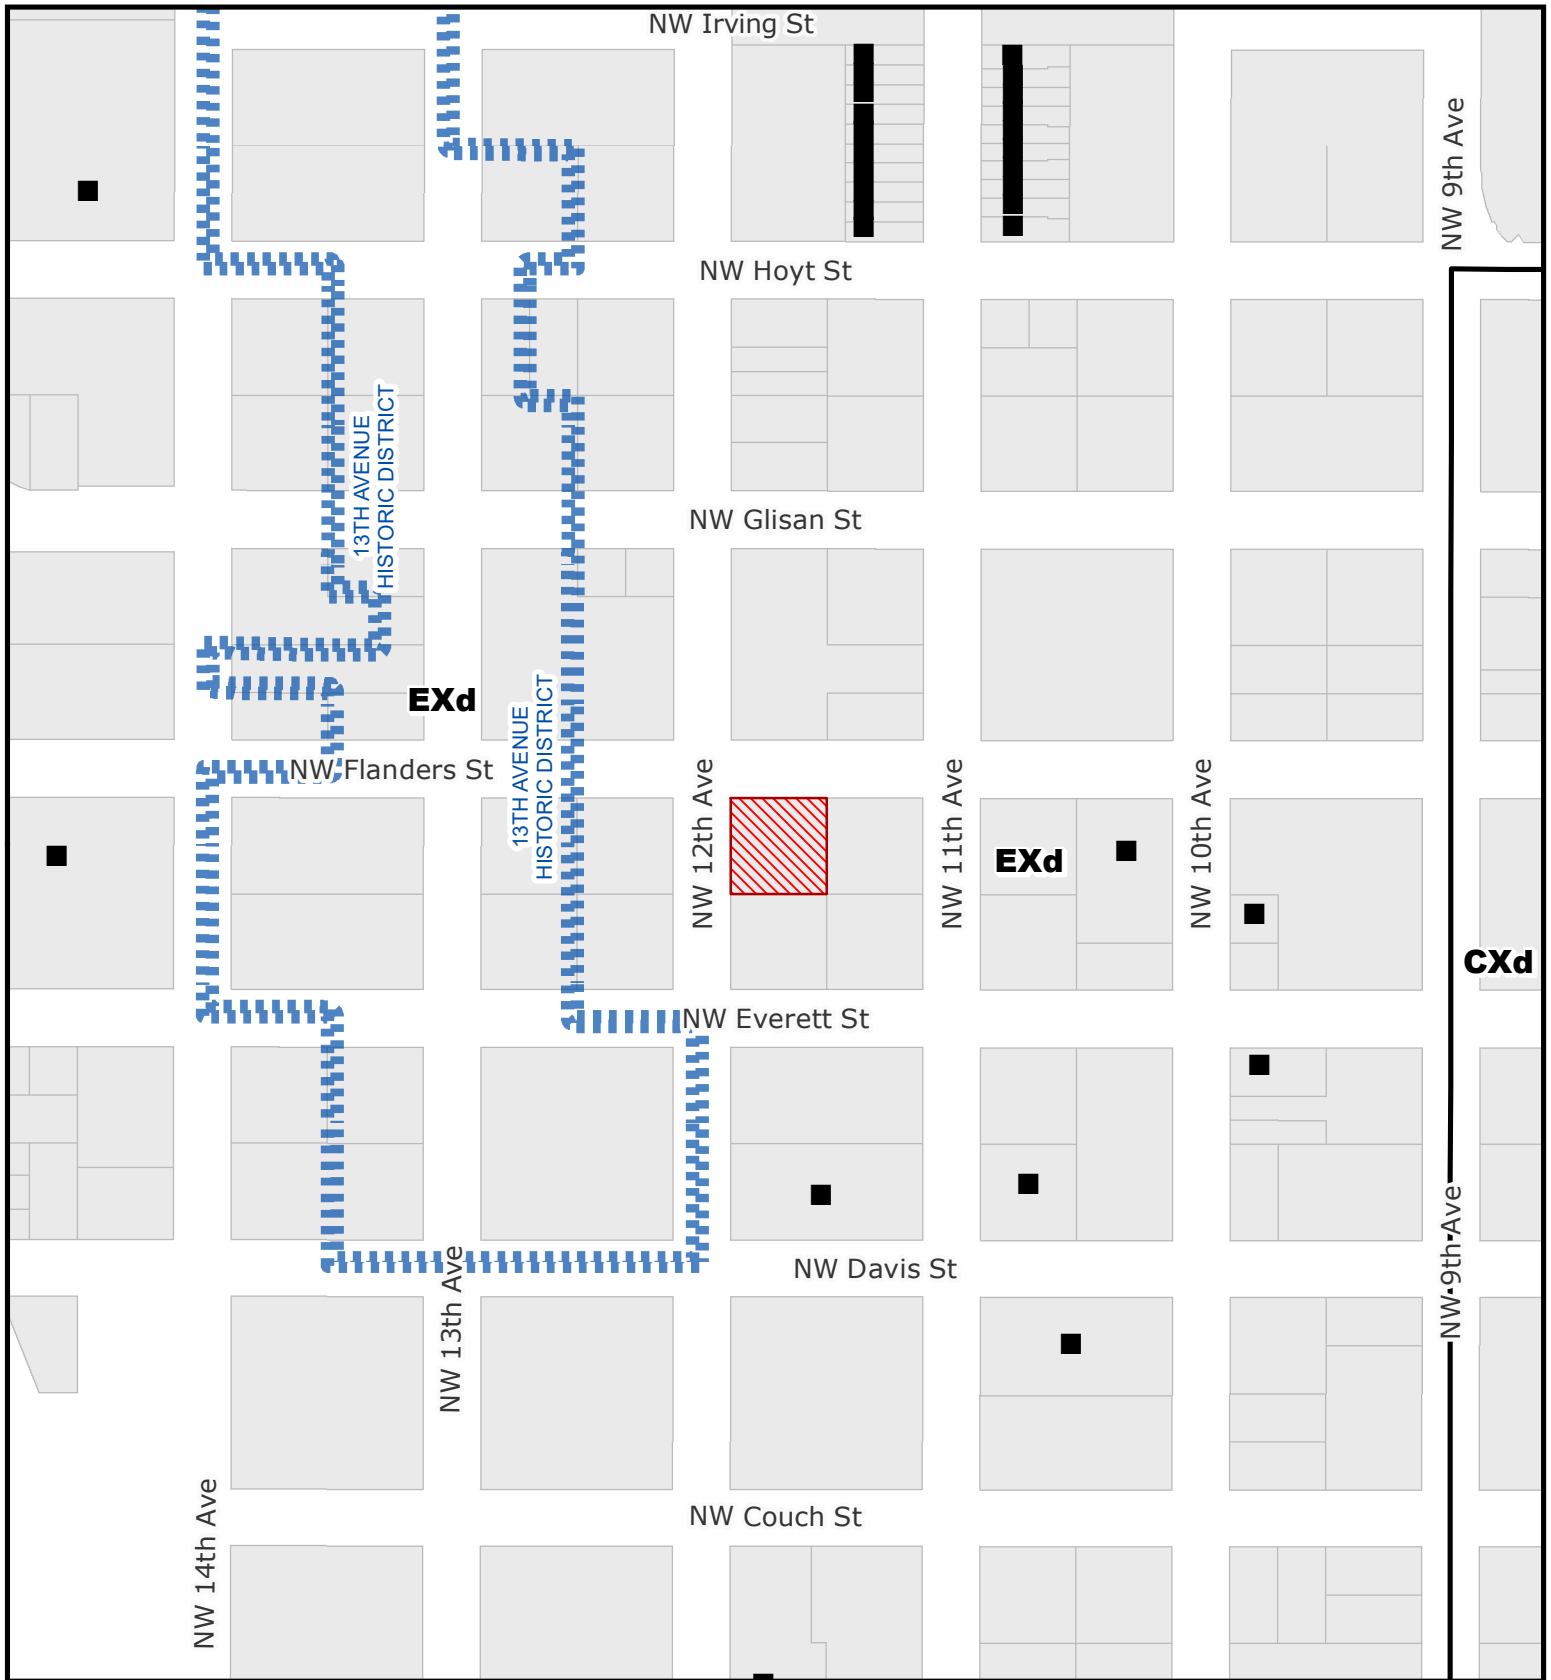 NW Irving St
NW 9th Ave
NW Hoyt St
13TH AVENUE
HISTORIC DISTRICT
NW Glisan St
EXd
13TH AVENUE
HISTORIC DISTRICT
NW Flanders St
NW 12th Ave
NW 11th Ave
EXd
NW 10th Ave
CXd
NW Everett St
NW 9th Ave
NW Davis St
NW 13th Ave
NW 14th Ave
NW Couch St